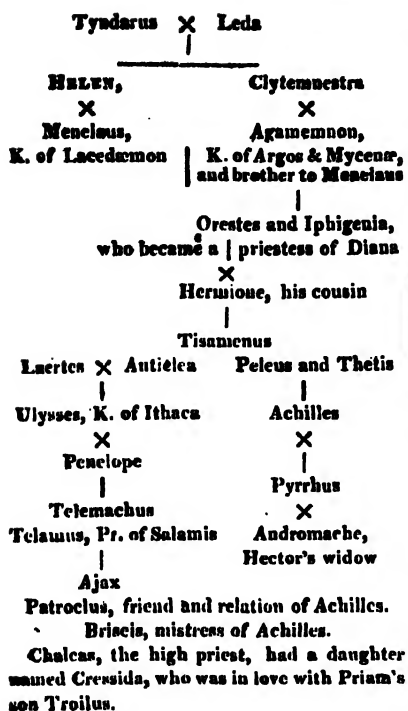 Tyndarus × Leda
HELEN, Clytemnestra
× ×
Menelaus, Agamemnon,
K. of Lacedæmon K. of Argos & Mycenæ,
and brother to Menelaus
Orestes and Iphigenia,
who became a priestess of Diana
×
Hermione, his cousin
Tisamenus
Laertes × Anticlea Peleus and Thetis
Ulysses, K. of Ithaca Achilles
× ×
Penelope
Pyrrhus
Telemachus ×
Telamus, Pr. of Salamis Andromache,
Hector's widow
Ajax
Patroclus, friend and relation of Achilles.
Briseis, mistress of Achilles.
Chalcas, the high priest, had a daughter
named Cressida, who was in love with Priam's
son Troilus.